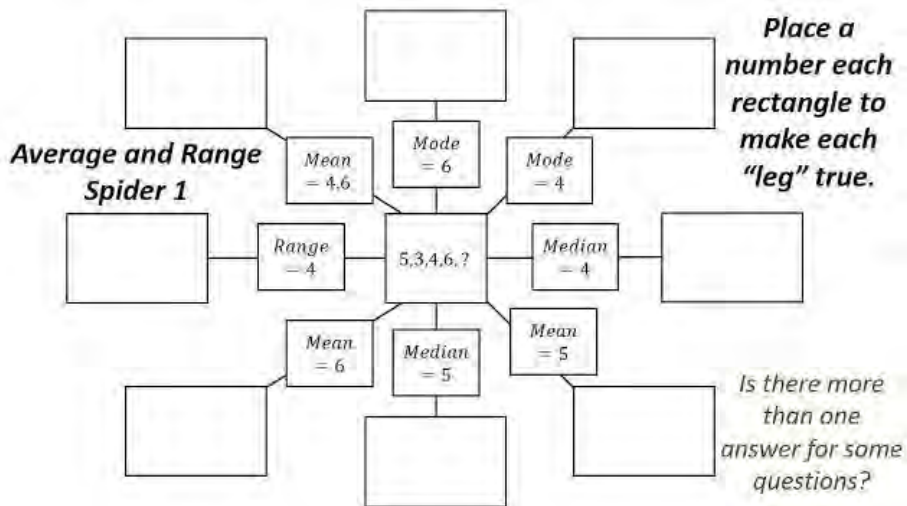 Place a
number each
rectangle to
make each
“leg” true.
Average and Range
Spider 1
Mean
= 4.6
Mode
= 6
Mode
= 4
Range
= 4
5,3,4,6,?
Median
= 4
Mean
= 6
Median
= 5
Mean
= 5
Is there more
than one
answer for some
questions?